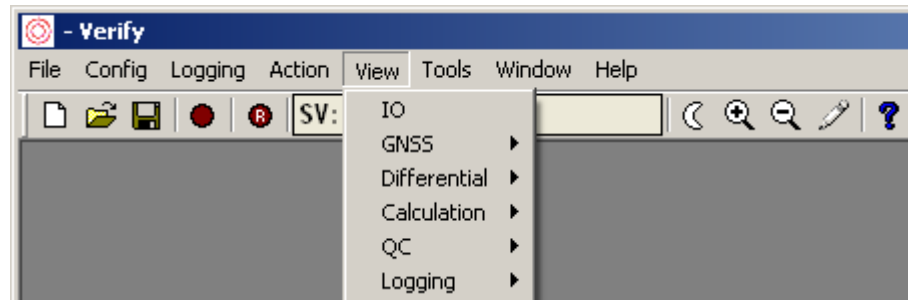 - Verify
File Config Logging Action View Tools Window Help
R SV: ?
IO
GNSS
Differential
Calculation
QC
Logging